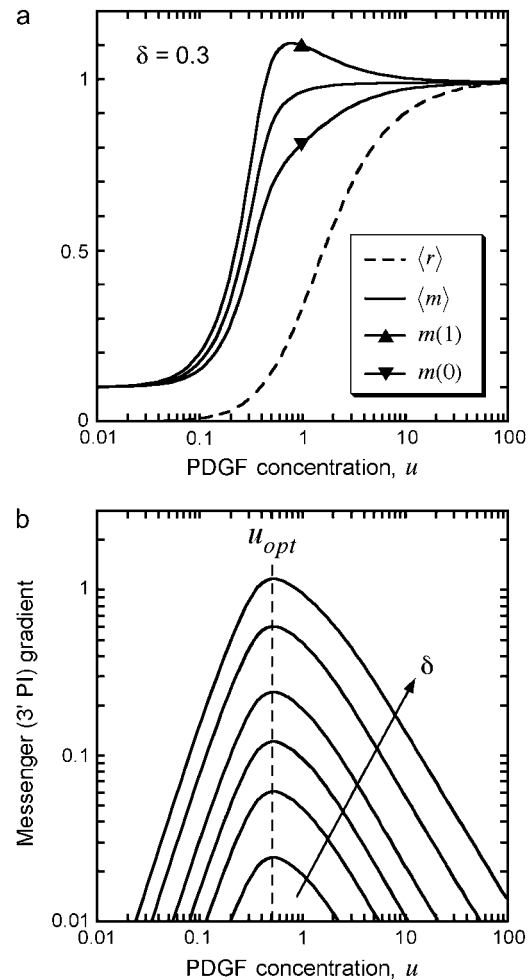 a
δ = 0.3
1
0.5
0
⟨r⟩
⟨m⟩
m(1)
m(0)
0.01 0.1 1 10 100
PDGF concentration, u
b
u_opt
δ
1
0.1
0.01
Messenger (3' PI) gradient
0.01 0.1 1 10 100
PDGF concentration, u